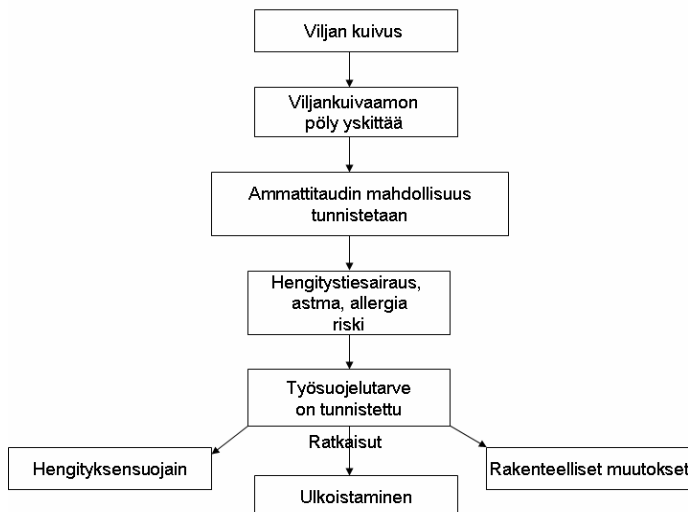 Viljan kuivus
Viljankuivaamon
pöly yskittää
Ammattitaudin mahdollisuus
tunnistetaan
Hengitystiesairaus,
astma, allergia
riski
Työsuojelutarve
on tunnistettu
Ratkaisut
Hengityksensuojain
Ulkoistaminen
Rakenteelliset muutokset